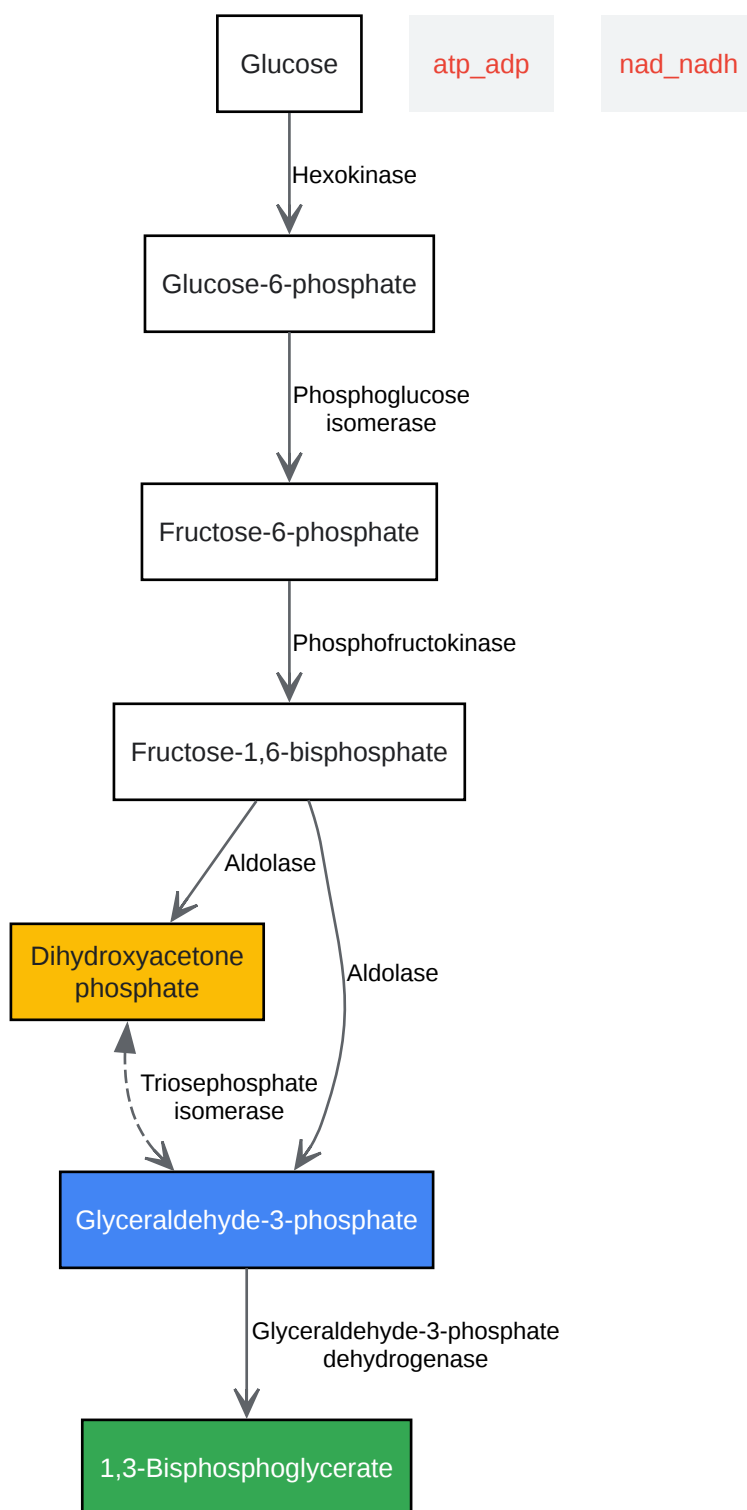 Glucose
atp_adp
nad_nadh
Hexokinase
Glucose-6-phosphate
Phosphoglucose
isomerase
Fructose-6-phosphate
Phosphofructokinase
Fructose-1,6-bisphosphate
Aldolase
Dihydroxyacetone
phosphate
Aldolase
Triosephosphate
isomerase
Glyceraldehyde-3-phosphate
Glyceraldehyde-3-phosphate
dehydrogenase
1,3-Bisphosphoglycerate